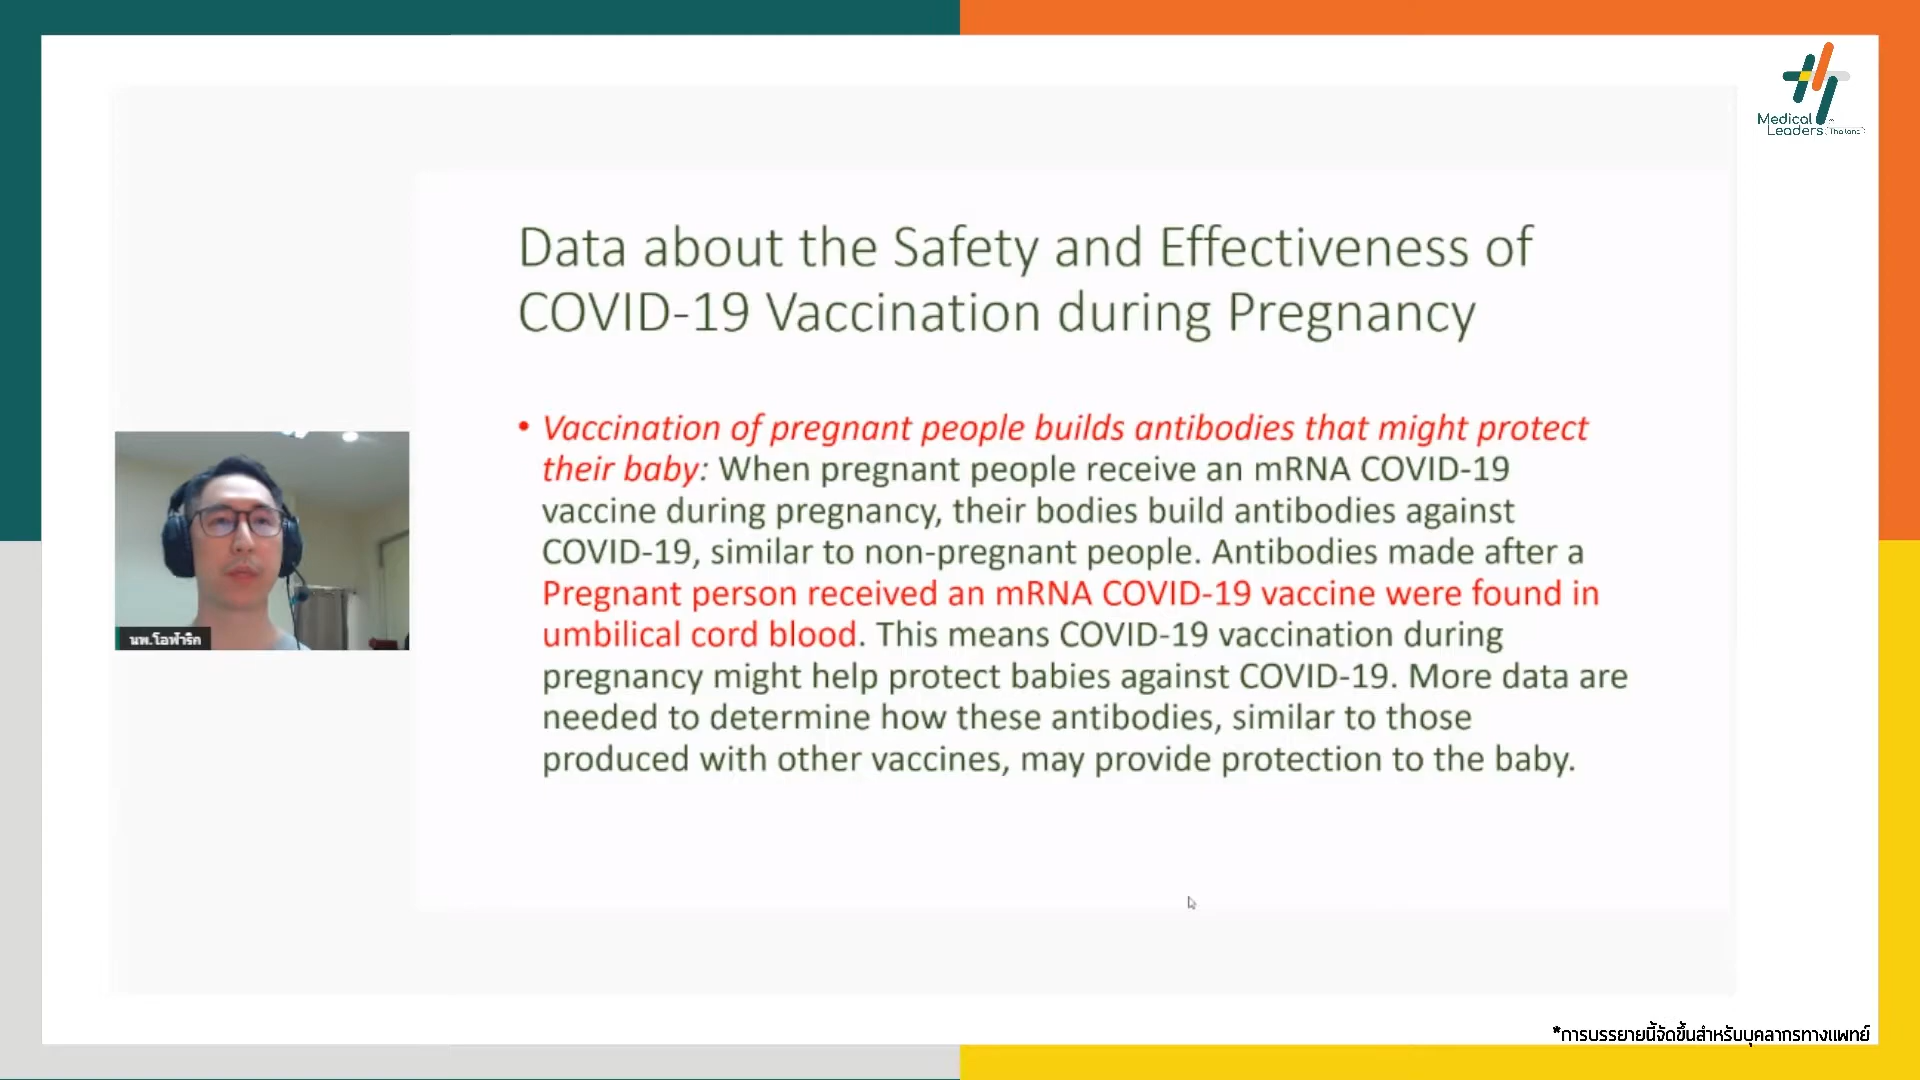 Medical
Leaders (Thailand)
Data about the Safety and Effectiveness of
COVID-19 Vaccination during Pregnancy
• Vaccination of pregnant people builds antibodies that might protect
their baby: When pregnant people receive an mRNA COVID-19
vaccine during pregnancy, their bodies build antibodies against
COVID-19, similar to non-pregnant people. Antibodies made after a
Pregnant person received an mRNA COVID-19 vaccine were found in
umbilical cord blood. This means COVID-19 vaccination during
pregnancy might help protect babies against COVID-19. More data are
needed to determine how these antibodies, similar to those
produced with other vaccines, may provide protection to the baby.
นพ.โอฬาริก
*การบรรยายนี้จัดขึ้นสำหรับบุคลากรทางแพทย์